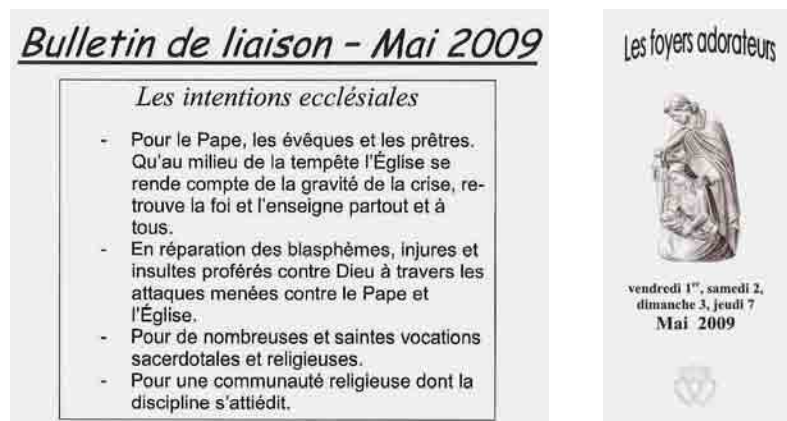 Bulletin de liaison – Mai 2009
Les intentions ecclésiales
- Pour le Pape, les évêques et les prêtres.
Qu'au milieu de la tempête l'Église se
rende compte de la gravité de la crise, re-
trouve la foi et l'enseigne partout et à
tous.
- En réparation des blasphèmes, injures et
insultes proférés contre Dieu à travers les
attaques menées contre le Pape et
l'Église.
- Pour de nombreuses et saintes vocations
sacerdotales et religieuses.
- Pour une communauté religieuse dont la
discipline s'attiédit.
Les foyers adorateurs
vendredi 1er, samedi 2,
dimanche 3, jeudi 7
Mai 2009